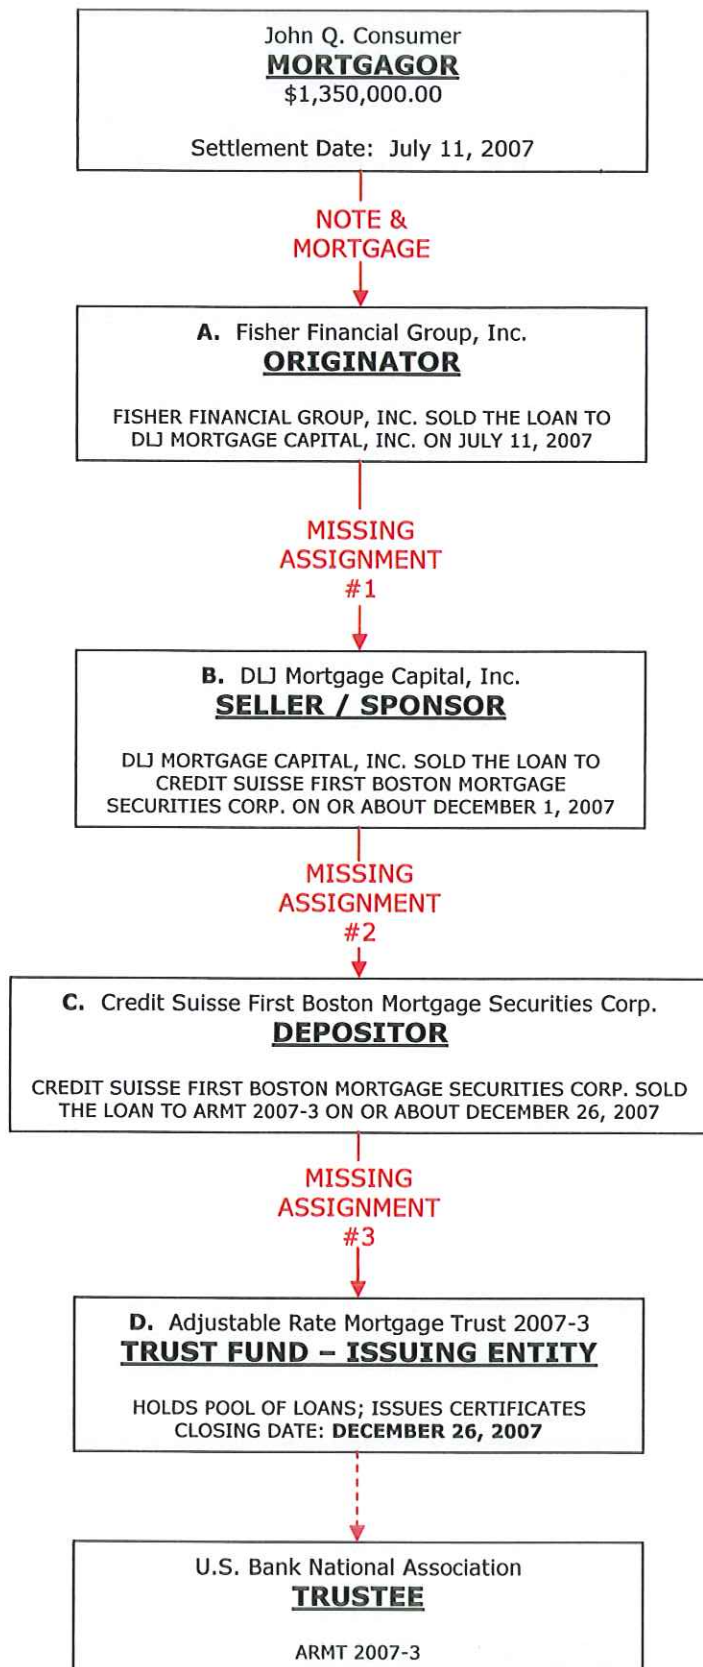 John Q. Consumer
MORTGAGOR
$1,350,000.00
Settlement Date: July 11, 2007
NOTE &
MORTGAGE
A. Fisher Financial Group, Inc.
ORIGINATOR
FISHER FINANCIAL GROUP, INC. SOLD THE LOAN TO
DLJ MORTGAGE CAPITAL, INC. ON JULY 11, 2007
MISSING
ASSIGNMENT
#1
B. DLJ Mortgage Capital, Inc.
SELLER / SPONSOR
DLJ MORTGAGE CAPITAL, INC. SOLD THE LOAN TO
CREDIT SUISSE FIRST BOSTON MORTGAGE
SECURITIES CORP. ON OR ABOUT DECEMBER 1, 2007
MISSING
ASSIGNMENT
#2
C. Credit Suisse First Boston Mortgage Securities Corp.
DEPOSITOR
CREDIT SUISSE FIRST BOSTON MORTGAGE SECURITIES CORP. SOLD
THE LOAN TO ARMT 2007-3 ON OR ABOUT DECEMBER 26, 2007
MISSING
ASSIGNMENT
#3
D. Adjustable Rate Mortgage Trust 2007-3
TRUST FUND – ISSUING ENTITY
HOLDS POOL OF LOANS; ISSUES CERTIFICATES
CLOSING DATE: DECEMBER 26, 2007
U.S. Bank National Association
TRUSTEE
ARMT 2007-3